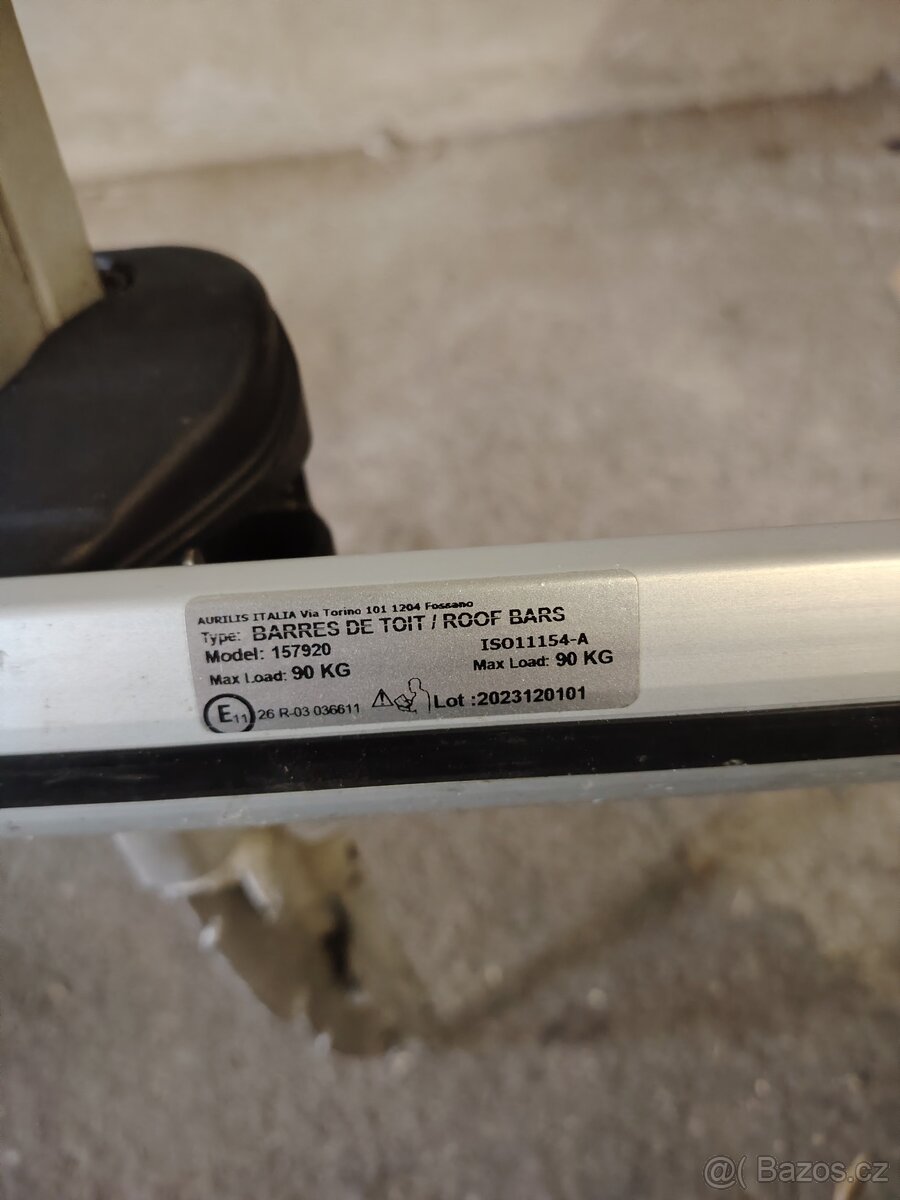 AURILIS ITALIA Via Torino 101 1204 Fossano
Type: BARRES DE TOIT / ROOF BARS
Model: 157920 ISO11154-A
Max Load: 90 KG Max Load: 90 KG
E11 26 R-03 036611 Lot :2023120101
@( Bazos.cz